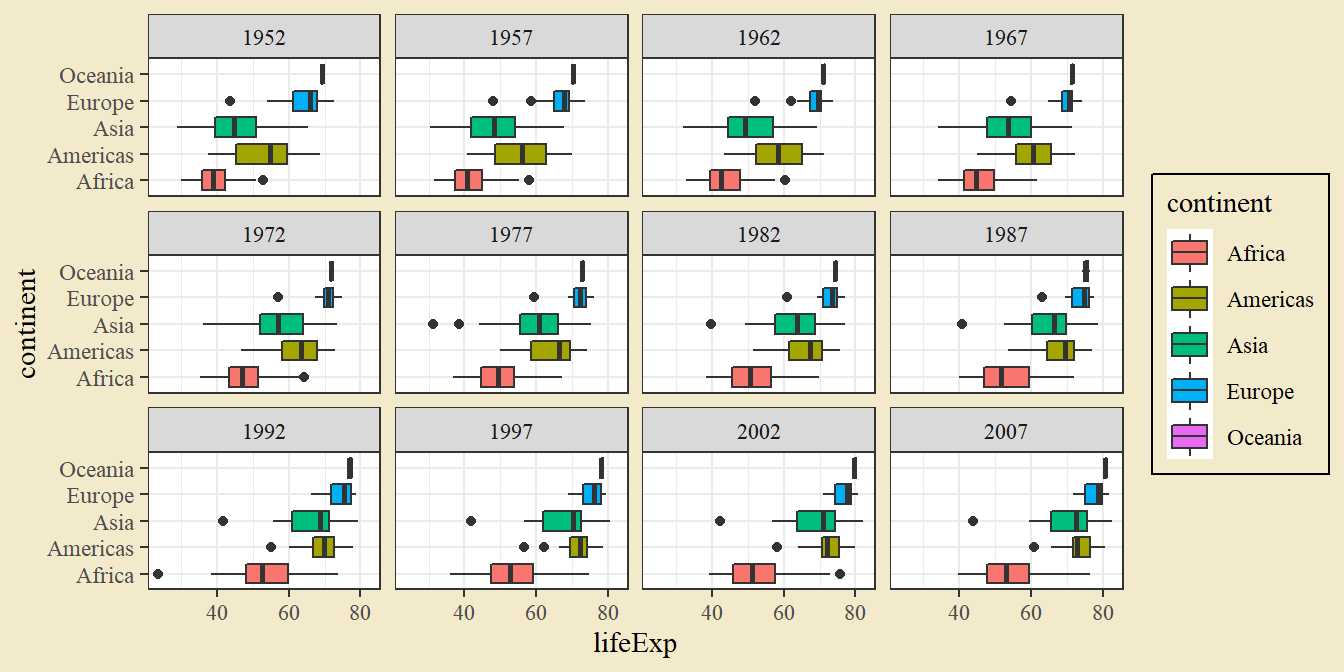 1952 1957 1962 1967
Oceania
Europe
Asia
Americas
Africa
1972 1977 1982 1987
Oceania
Europe
Asia
Americas
Africa
1992 1997 2002 2007
Oceania
Europe
Asia
Americas
Africa
40 60 80 40 60 80 40 60 80 40 60 80
lifeExp
continent
continent
Africa
Americas
Asia
Europe
Oceania